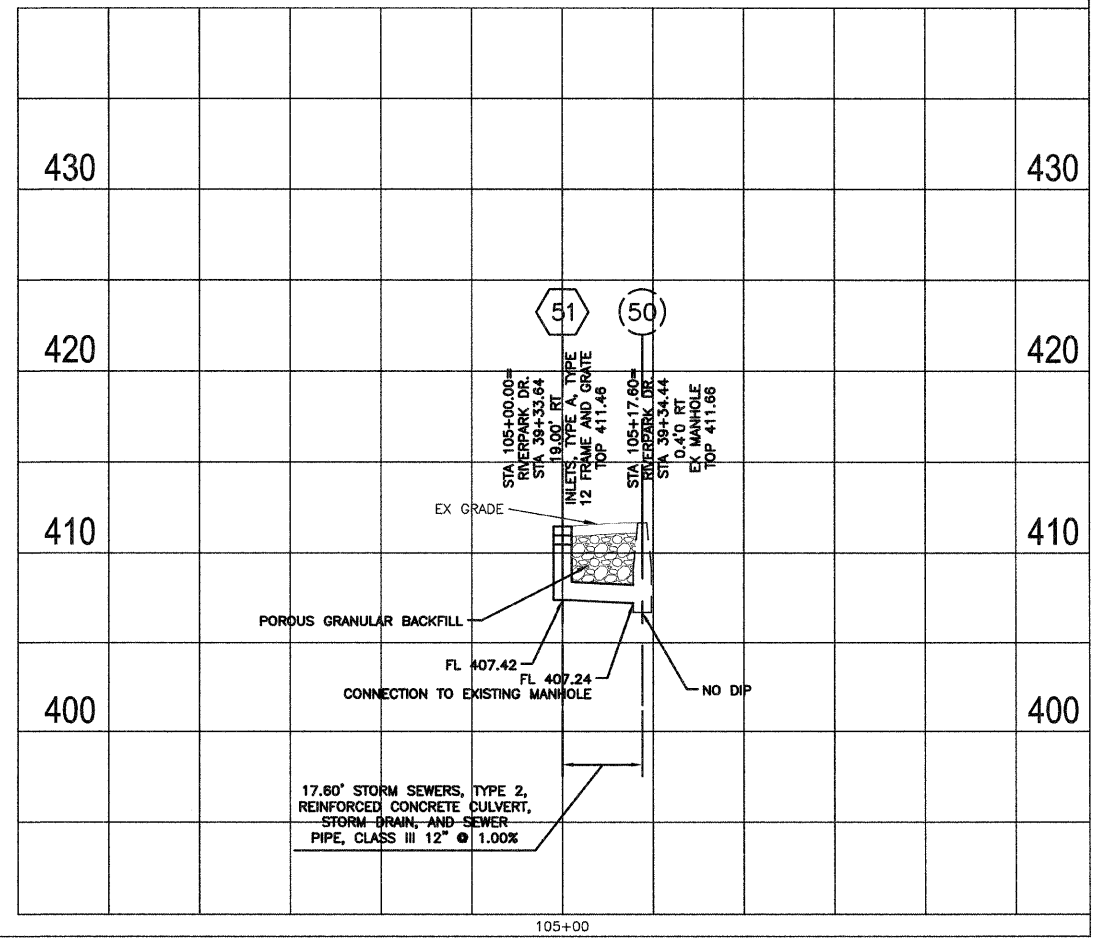 430
430
51
50
420
420
STA 105+00.00=
RIVERPARK DR.
STA 39+33.64
19.00' RT
INLETS, TYPE A, TYPE
12 FRAME AND GRATE
TOP 411.46
STA 105+17.60=
RIVERPARK DR.
STA 39+34.44
0.4'0 RT
EX MANHOLE
TOP 411.66
EX GRADE
410
410
POROUS GRANULAR BACKFILL
FL 407.42
FL 407.24
CONNECTION TO EXISTING MANHOLE
NO DIP
400
400
17.60' STORM SEWERS, TYPE 2,
REINFORCED CONCRETE CULVERT,
STORM DRAIN, AND SEWER
PIPE, CLASS III 12" @ 1.00%
105+00